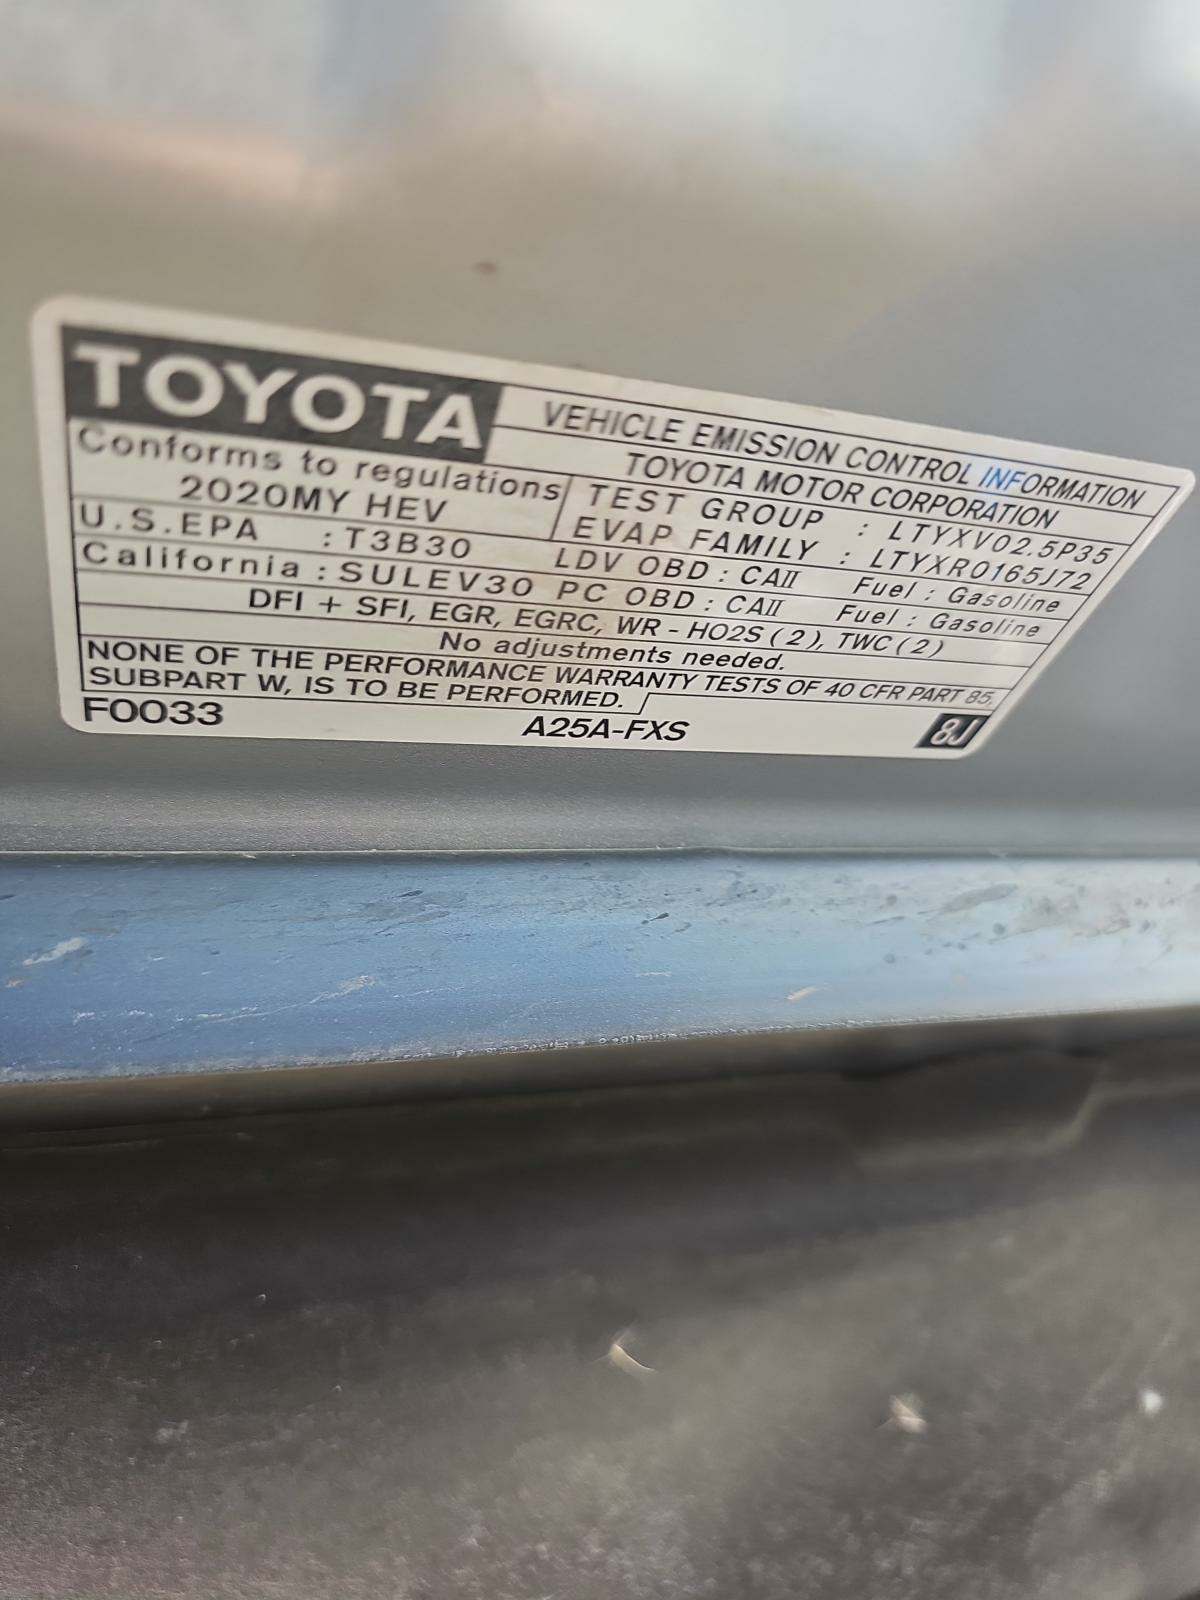 TOYOTA
VEHICLE EMISSION CONTROL INFORMATION
TOYOTA MOTOR CORPORATION
Conforms to regulations
2020MY HEV
TEST GROUP : LTYXV02.5P35
EVAP FAMILY : LTYXR0165J72
U.S.EPA : T3B30 LDV OBD : CAII Fuel : Gasoline
California : SULEV30 PC OBD : CAII Fuel : Gasoline
DFI + SFI, EGR, EGRC, WR - HO2S (2), TWC (2)
No adjustments needed.
NONE OF THE PERFORMANCE WARRANTY TESTS OF 40 CFR PART 85,
SUBPART W, IS TO BE PERFORMED.
F0033 A25A-FXS 8J